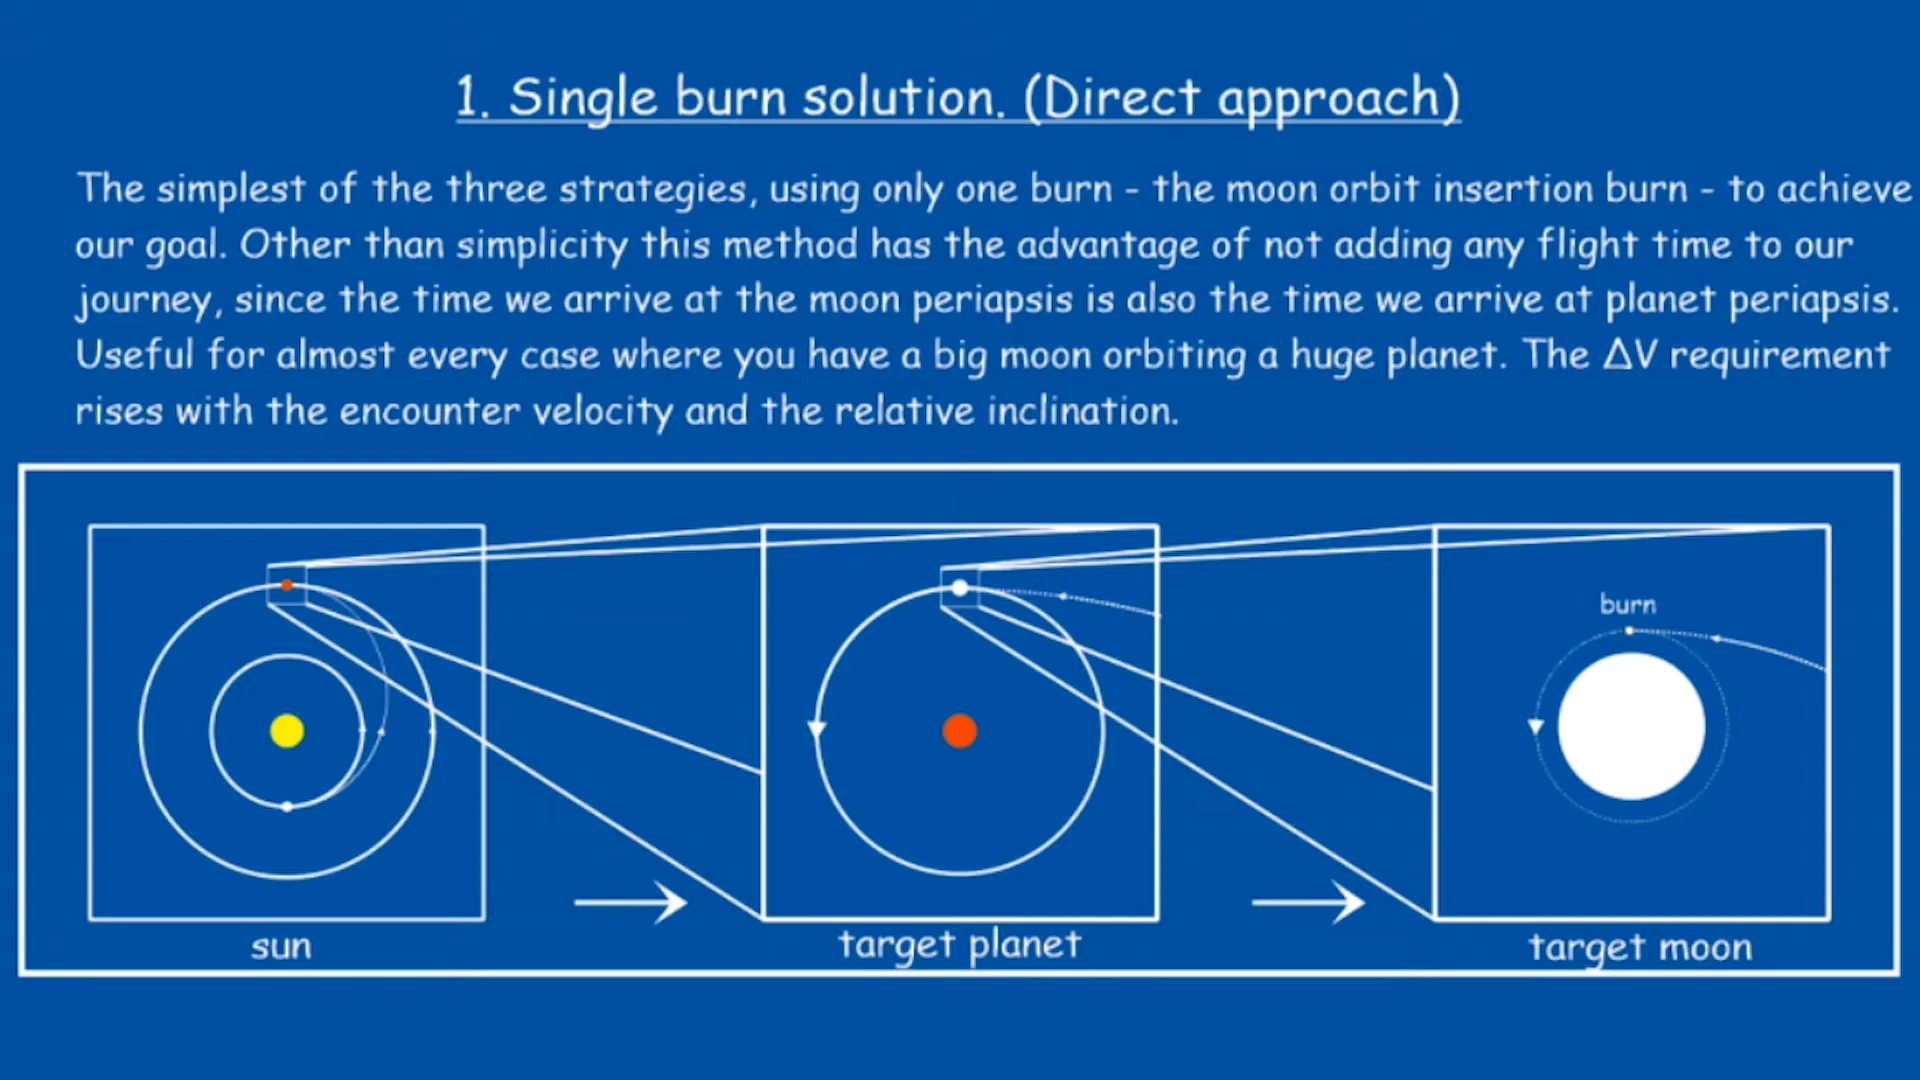 1. Single burn solution. (Direct approach)
The simplest of the three strategies, using only one burn - the moon orbit insertion burn - to achieve
our goal. Other than simplicity this method has the advantage of not adding any flight time to our
journey, since the time we arrive at the moon periapsis is also the time we arrive at planet periapsis.
Useful for almost every case where you have a big moon orbiting a huge planet. The ΔV requirement
rises with the encounter velocity and the relative inclination.
burn
sun
target planet
target moon